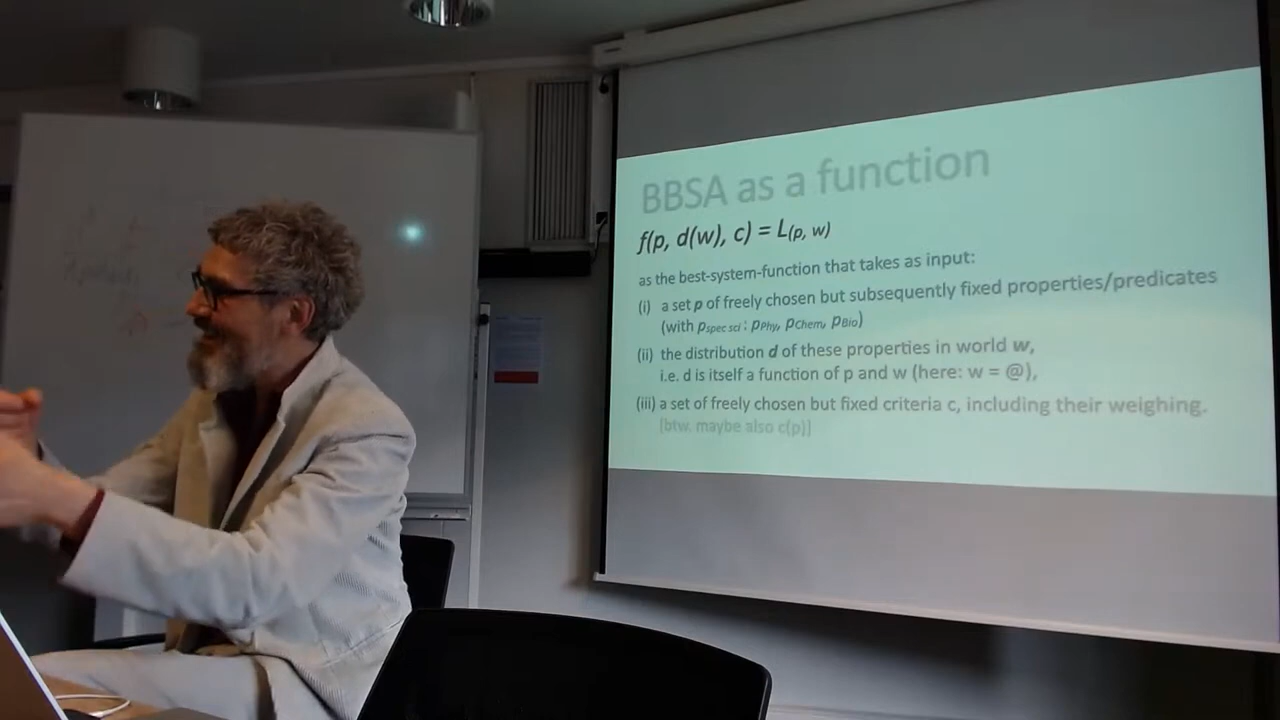 BBSA as a function
f(p, d(w), c) = L(p, w)
as the best-system-function that takes as input:
(i) a set p of freely chosen but subsequently fixed properties/predicates
(with pspec sci : pPhy, pChem, pBio)
(ii) the distribution d of these properties in world w,
i.e. d is itself a function of p and w (here: w = @),
(iii) a set of freely chosen but fixed criteria c, including their weighing.
[btw. maybe also c(p)]